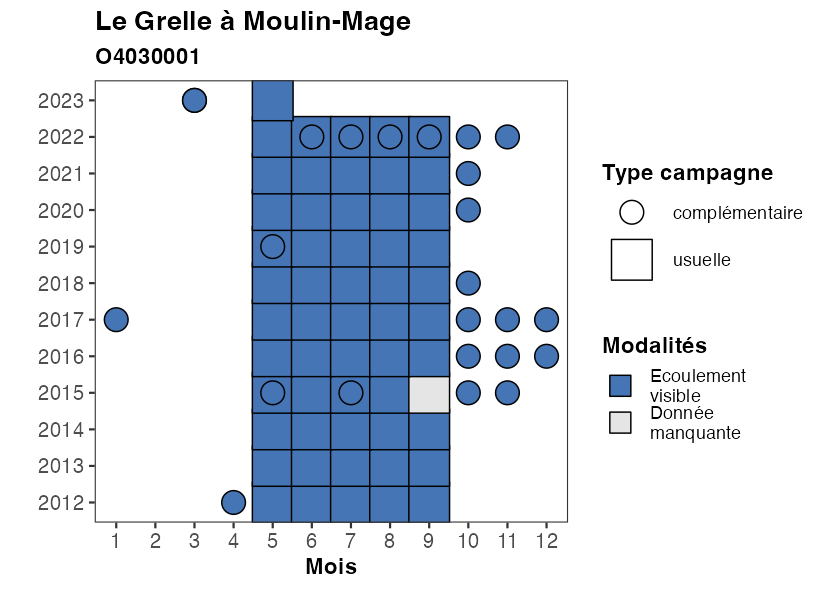 Le Grelle à Moulin-Mage
O4030001
2023
2022
2021
2020
2019
2018
2017
2016
2015
2014
2013
2012
1 2 3 4 5 6 7 8 9 10 11 12
Mois
Type campagne
complémentaire
usuelle
Modalités
Ecoulement
visible
Donnée
manquante